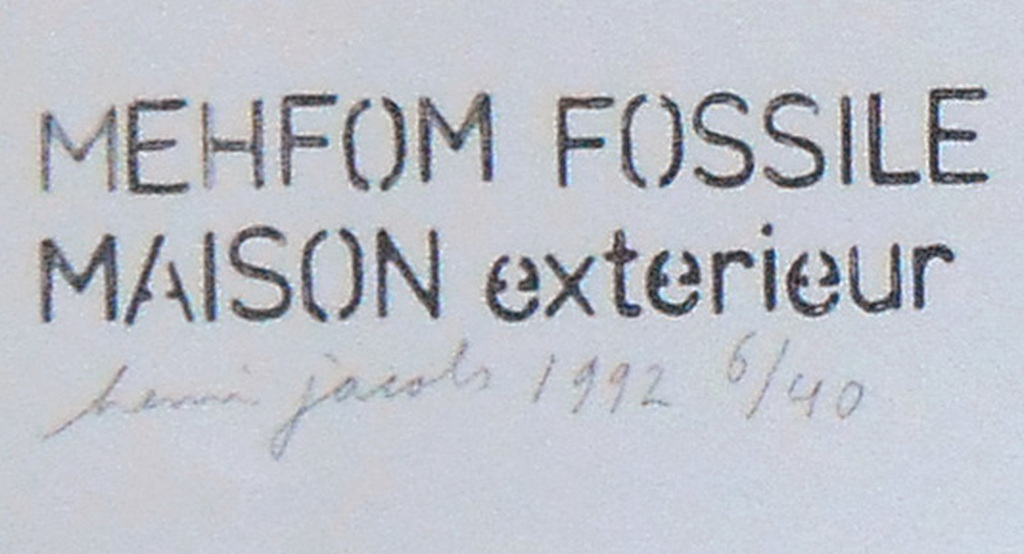 MEHFOM FOSSILE
MAISON exterieur
henri jacobs 1992 6/40